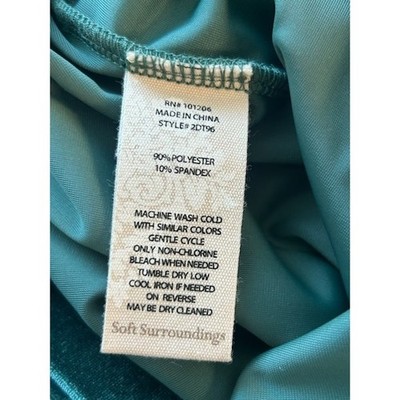 RN# 101206
MADE IN CHINA
STYLE# 2DT96
90% POLYESTER
10% SPANDEX
MACHINE WASH COLD
WITH SIMILAR COLORS
GENTLE CYCLE
ONLY NON-CHLORINE
BLEACH WHEN NEEDED
TUMBLE DRY LOW
COOL IRON IF NEEDED
ON REVERSE
MAY BE DRY CLEANED
Soft Surroundings